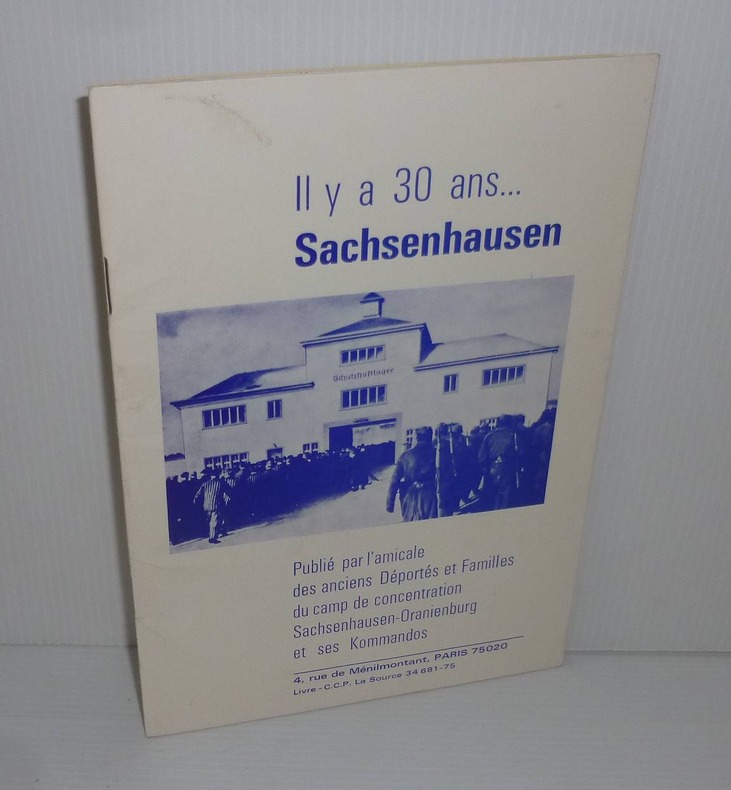 Il y a 30 ans...
Sachsenhausen
Schutzhaftlager
Publié par l'amicale
des anciens Déportés et Familles
du camp de concentration
Sachsenhausen-Oranienburg
et ses Kommandos
4, rue de Ménilmontant, PARIS 75020
Livre - C.C.P. La Source 34 681-75